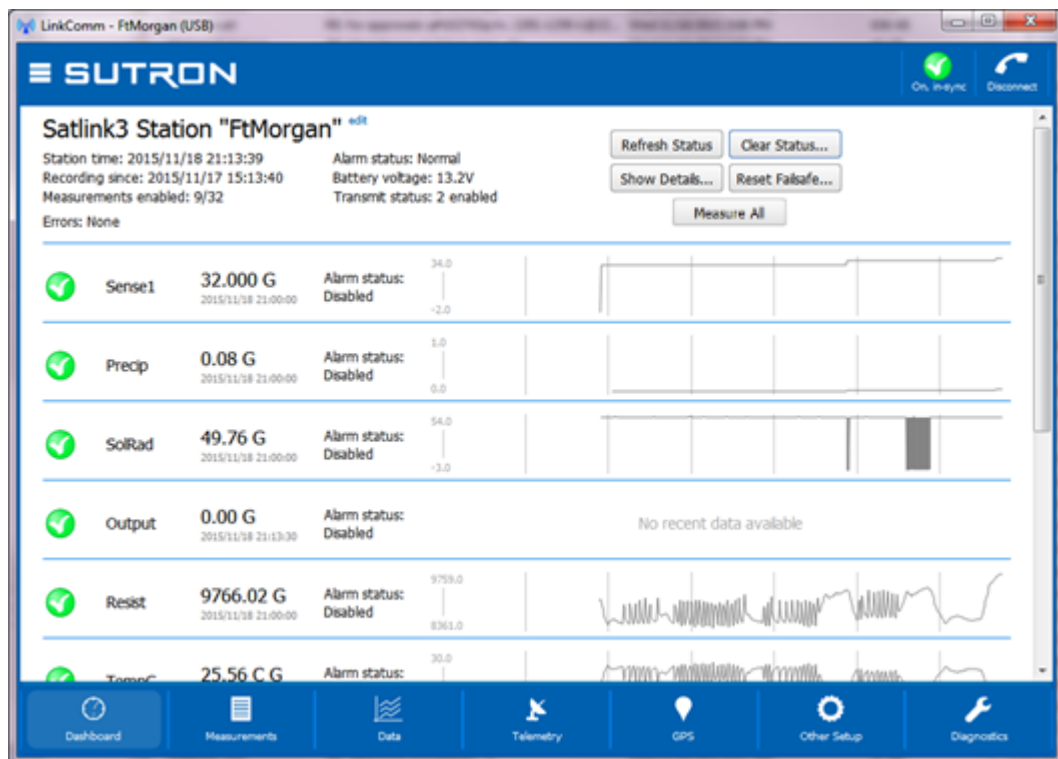 LinkComm - FtMorgan (USB)
SUTRON
On, in-sync
Disconnect
Satlink3 Station "FtMorgan" edit
Station time: 2015/11/18 21:13:39
Recording since: 2015/11/17 15:13:40
Measurements enabled: 9/32
Errors: None
Alarm status: Normal
Battery voltage: 13.2V
Transmit status: 2 enabled
Refresh Status
Clear Status...
Show Details...
Reset Failsafe...
Measure All
Sense1
32.000 G
2015/11/18 21:00:00
Alarm status:
Disabled
34.0
-2.0
Precip
0.08 G
2015/11/18 21:00:00
Alarm status:
Disabled
1.0
0.0
SolRad
49.76 G
2015/11/18 21:00:00
Alarm status:
Disabled
54.0
-3.0
Output
0.00 G
2015/11/18 21:13:30
Alarm status:
Disabled
No recent data available
Resist
9766.02 G
2015/11/18 21:00:00
Alarm status:
Disabled
9759.0
8361.0
TempC
25.56 C G
Alarm status:
30.0
Dashboard
Measurements
Data
Telemetry
GPS
Other Setup
Diagnostics